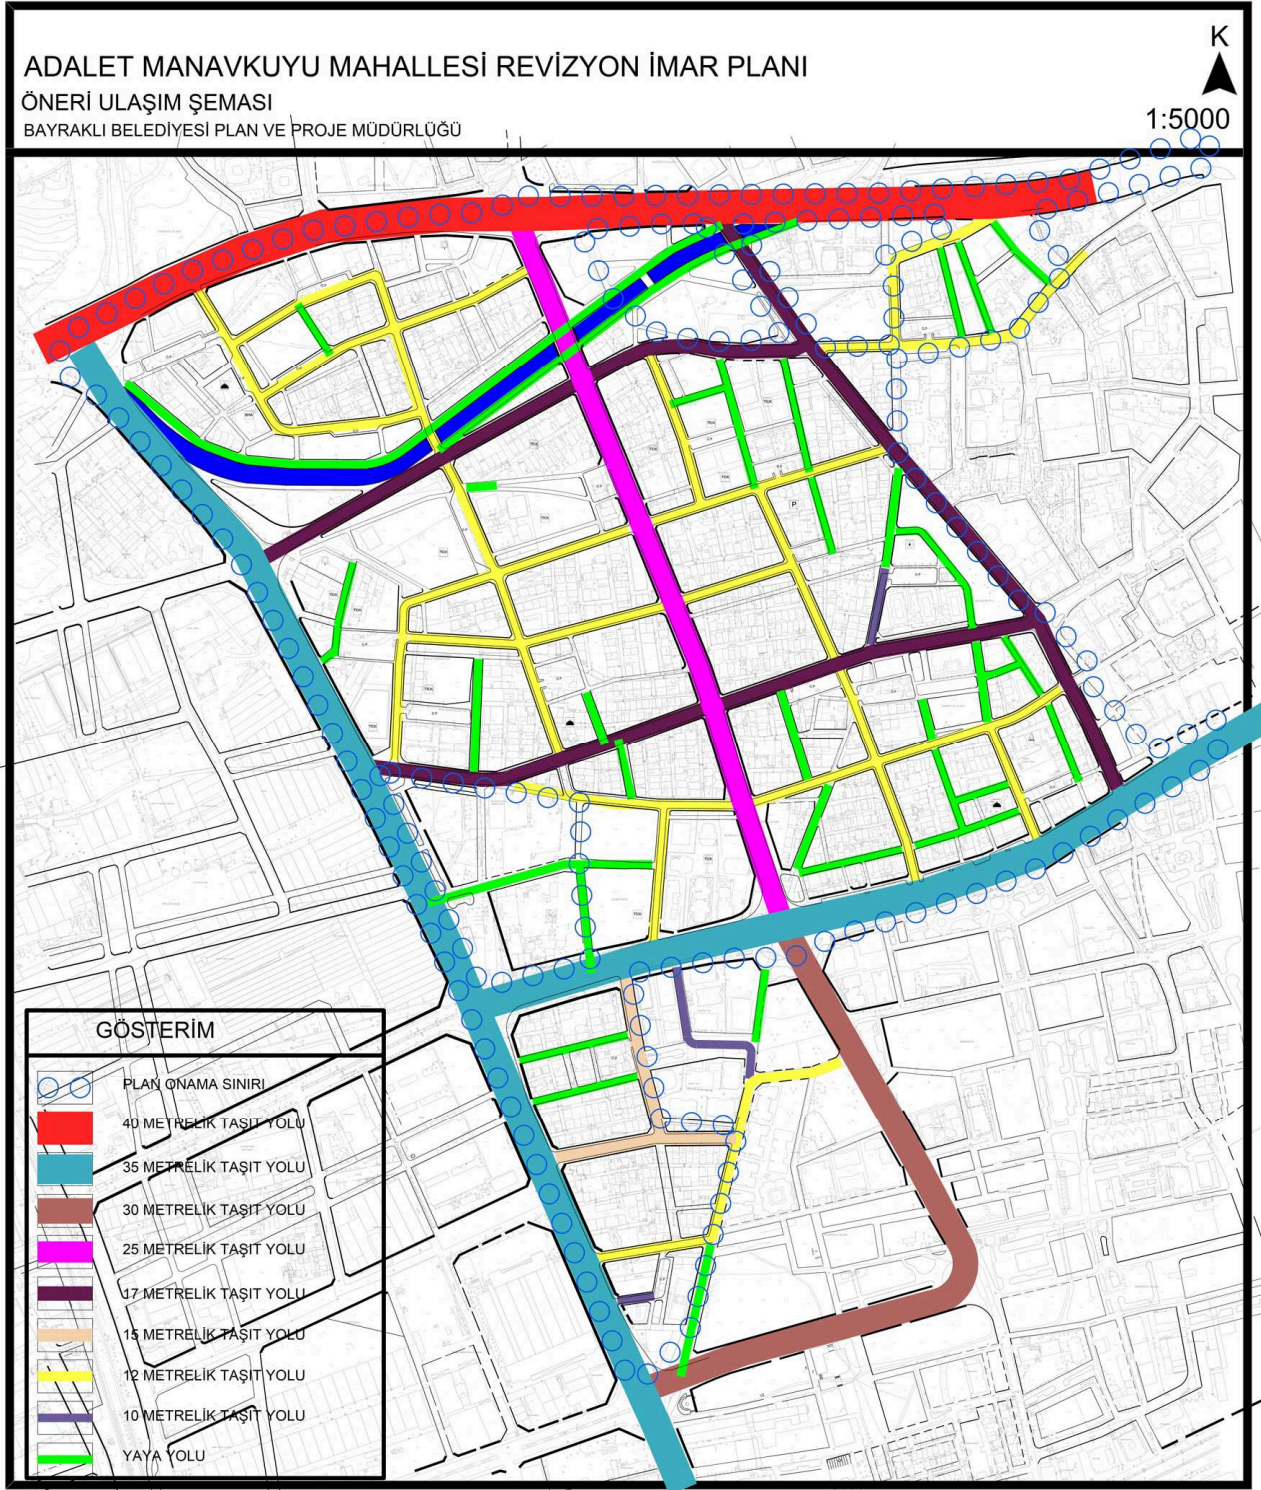 ADALET MANAVKUYU MAHALLESİ REVİZYON İMAR PLANI
ÖNERİ ULAŞIM ŞEMASI
BAYRAKLI BELEDİYESİ PLAN VE PROJE MÜDÜRLÜĞÜ
K
1:5000
P
GÖSTERİM
PLAN ONAMA SINIRI
40 METRELİK TAŞIT YOLU
35 METRELİK TAŞIT YOLU
30 METRELİK TAŞIT YOLU
25 METRELİK TAŞIT YOLU
17 METRELİK TAŞIT YOLU
15 METRELİK TAŞIT YOLU
12 METRELİK TAŞIT YOLU
10 METRELİK TAŞIT YOLU
YAYA YOLU